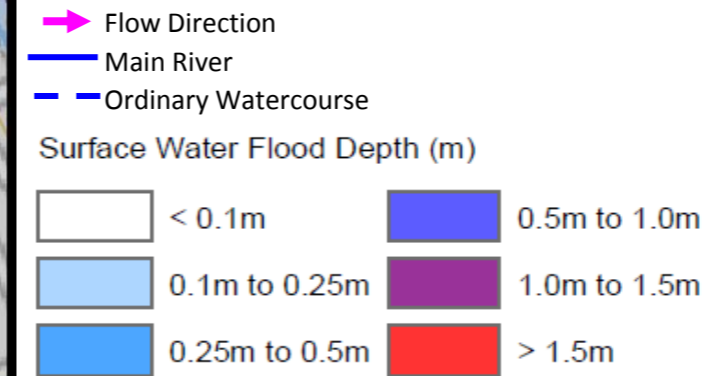 Flow Direction
Main River
Ordinary Watercourse
Surface Water Flood Depth (m)
< 0.1m
0.5m to 1.0m
0.1m to 0.25m
1.0m to 1.5m
0.25m to 0.5m
> 1.5m